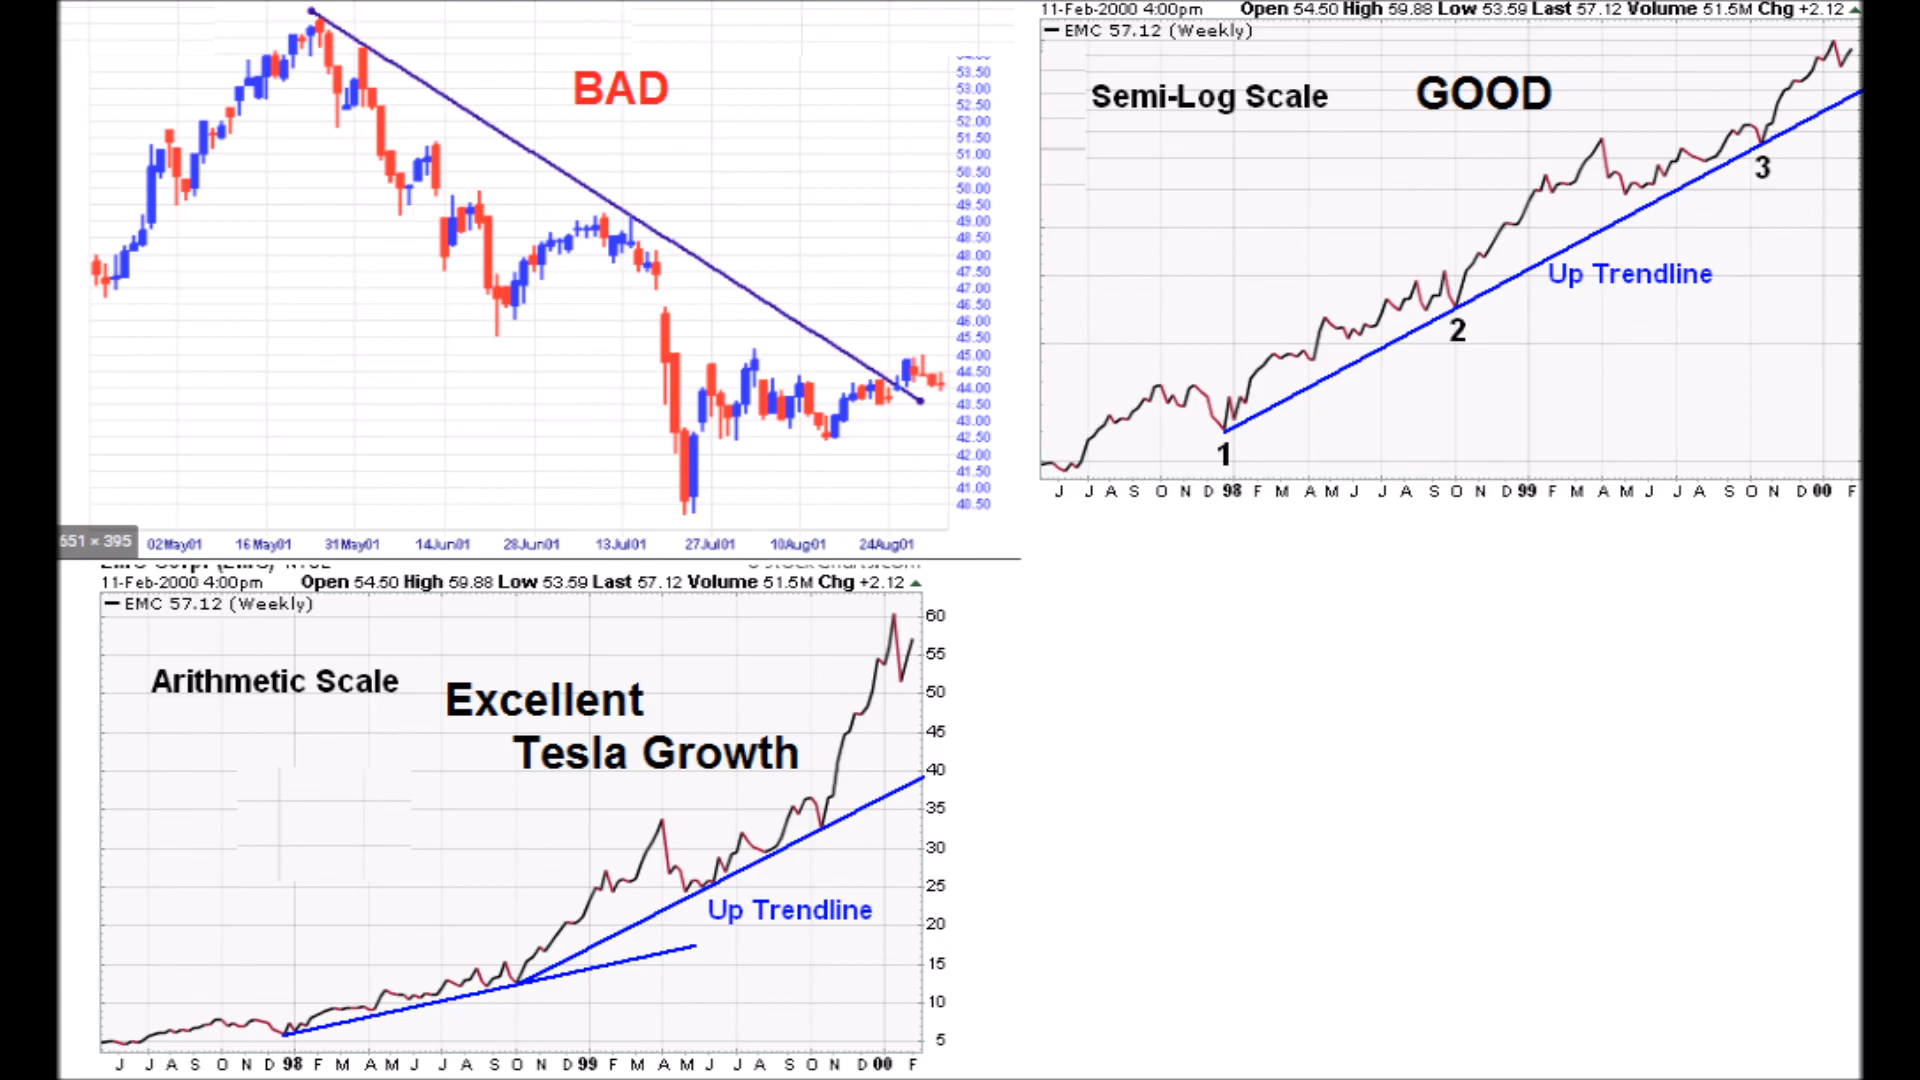 BAD
54.00
53.50
53.00
52.50
52.00
51.50
51.00
50.50
50.00
49.50
49.00
48.50
48.00
47.50
47.00
46.50
46.00
45.50
45.00
44.50
44.00
43.50
43.00
42.50
42.00
41.50
41.00
40.50
651 × 395
02May01 16May01 31May01 14Jun01 28Jun01 13Jul01 27Jul01 10Aug01 24Aug01
11-Feb-2000 4:00pm Open 54.50 High 59.88 Low 53.59 Last 57.12 Volume 51.5M Chg +2.12
EMC 57.12 (Weekly)
Semi-Log Scale GOOD
3
Up Trendline
2
1
J J A S O N D 98 F M A M J J A S O N D 99 F M A M J J A S O N D 00 F
11-Feb-2000 4:00pm Open 54.50 High 59.88 Low 53.59 Last 57.12 Volume 51.5M Chg +2.12
EMC 57.12 (Weekly)
Arithmetic Scale
Excellent
Tesla Growth
Up Trendline
60
55
50
45
40
35
30
25
20
15
10
5
J J A S O N D 98 F M A M J J A S O N D 99 F M A M J J A S O N D 00 F